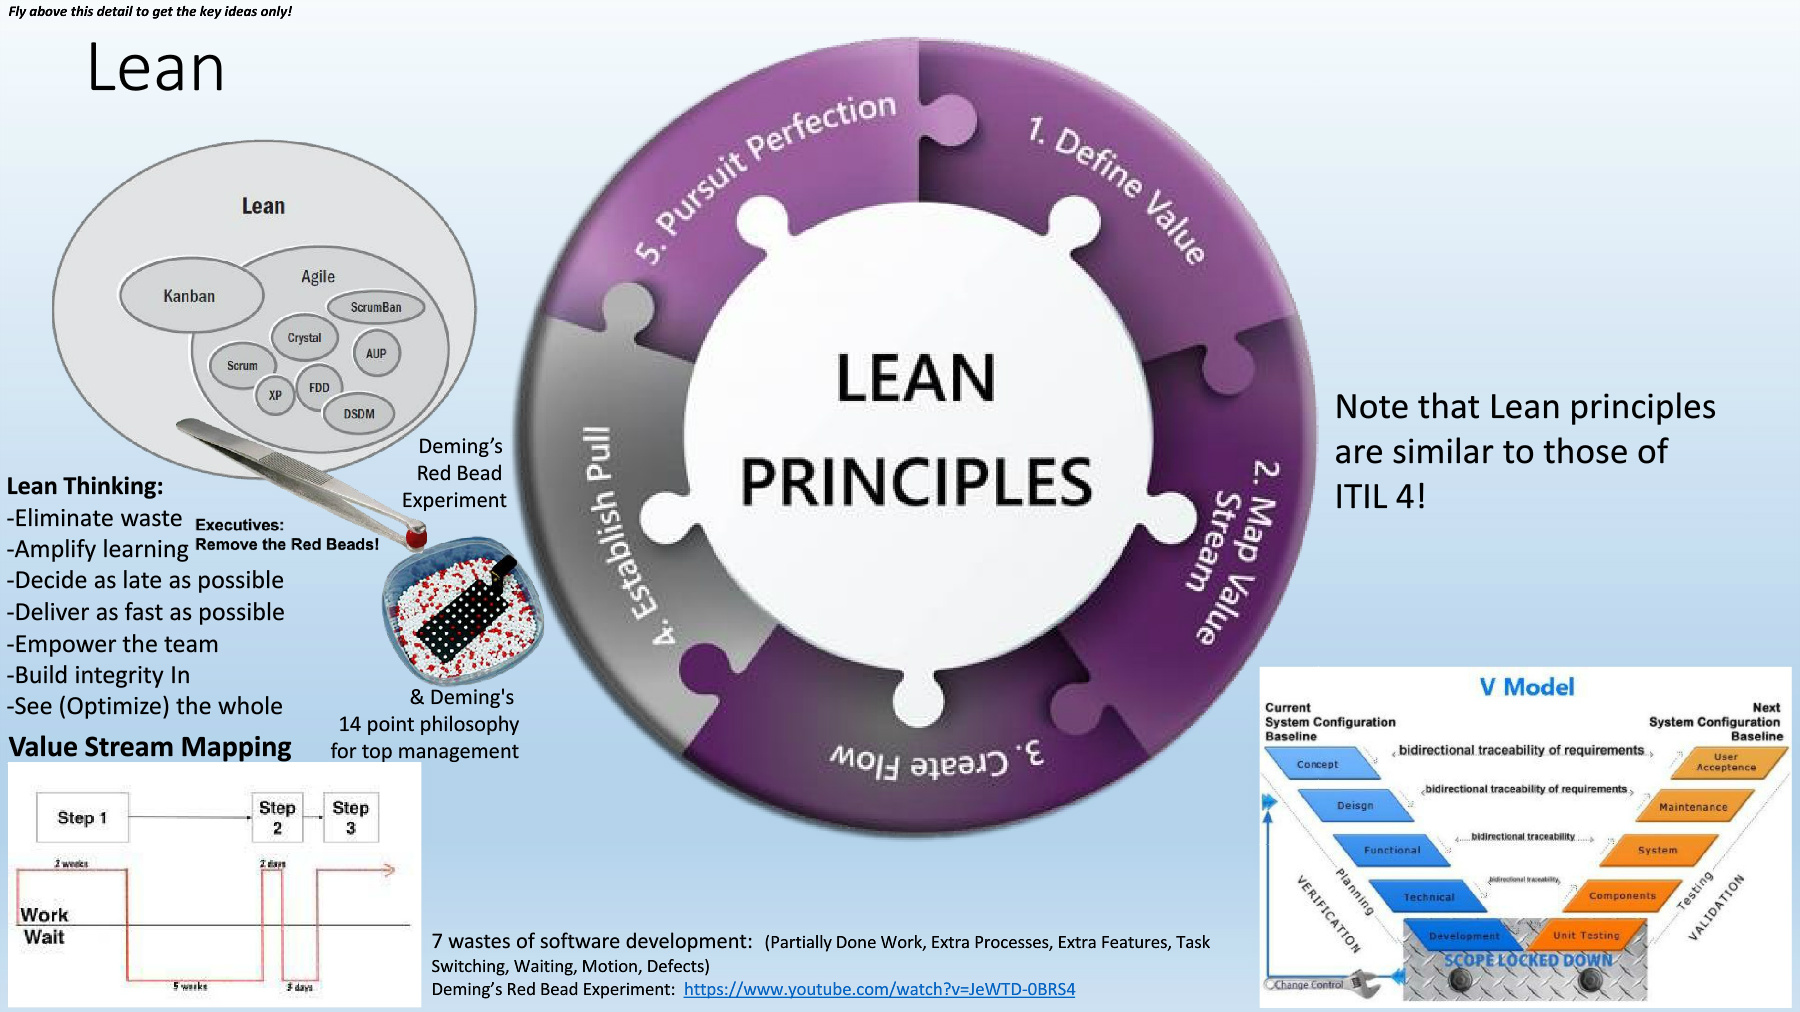 Fly above this detail to get the key ideas only!
Lean
Lean
Kanban
Agile
ScrumBan
Crystal
AUP
Scrum
XP
FDD
DSDM
Deming's
Red Bead
Experiment
Lean Thinking:
-Eliminate waste
-Amplify learning
-Decide as late as possible
-Deliver as fast as possible
-Empower the team
-Build integrity In
-See (Optimize) the whole
Executives:
Remove the Red Beads!
& Deming's
14 point philosophy
for top management
Value Stream Mapping
Step 1
Step
2
Step
3
2 weeks
2 days
Work
Wait
5 weeks
3 days
LEAN
PRINCIPLES
1. Define Value
2. Map Value
Stream
3. Create Flow
4. Establish Pull
5. Pursuit Perfection
Note that Lean principles
are similar to those of
ITIL 4!
7 wastes of software development: (Partially Done Work, Extra Processes, Extra Features, Task
Switching, Waiting, Motion, Defects)
Deming's Red Bead Experiment: https://www.youtube.com/watch?v=JeWTD-0BRS4
V Model
Current
System Configuration
Baseline
Next
System Configuration
Baseline
bidirectional traceability of requirements
Concept
User
Acceptence
bidirectional traceability of requirements
Deisgn
Maintenance
bidirectional traceability
Functional
System
bidirectional traceability
Technical
Components
Planning
VERIFICATION
Testing
VALIDATION
Development
Unit Testing
SCOPE LOCKED DOWN
Change Control